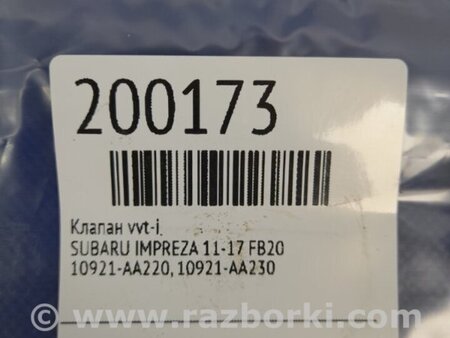 200173
Клапан vvt-i
SUBARU IMPREZA 11-17 FB20
10921-AA220, 10921-AA230
© www.razborki.com